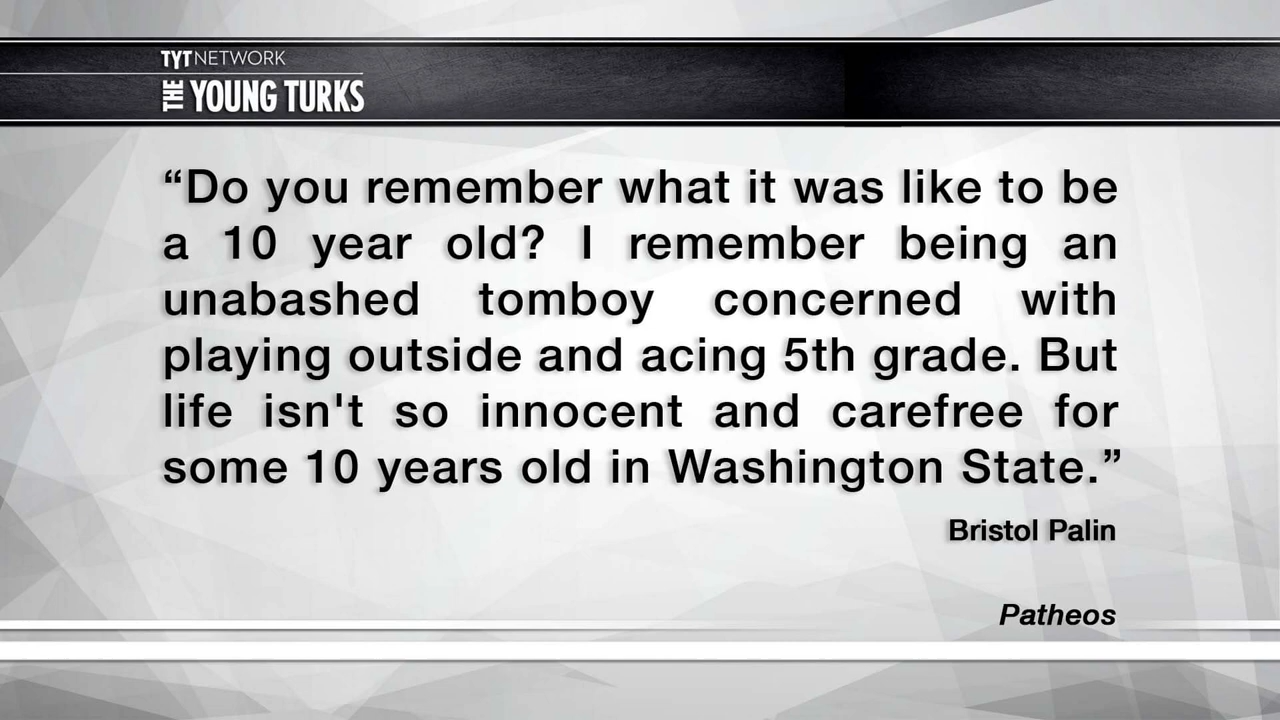 TYT NETWORK
THE YOUNG TURKS
“Do you remember what it was like to be
a 10 year old? I remember being an
unabashed tomboy concerned with
playing outside and acing 5th grade. But
life isn't so innocent and carefree for
some 10 years old in Washington State.”
Bristol Palin
Patheos